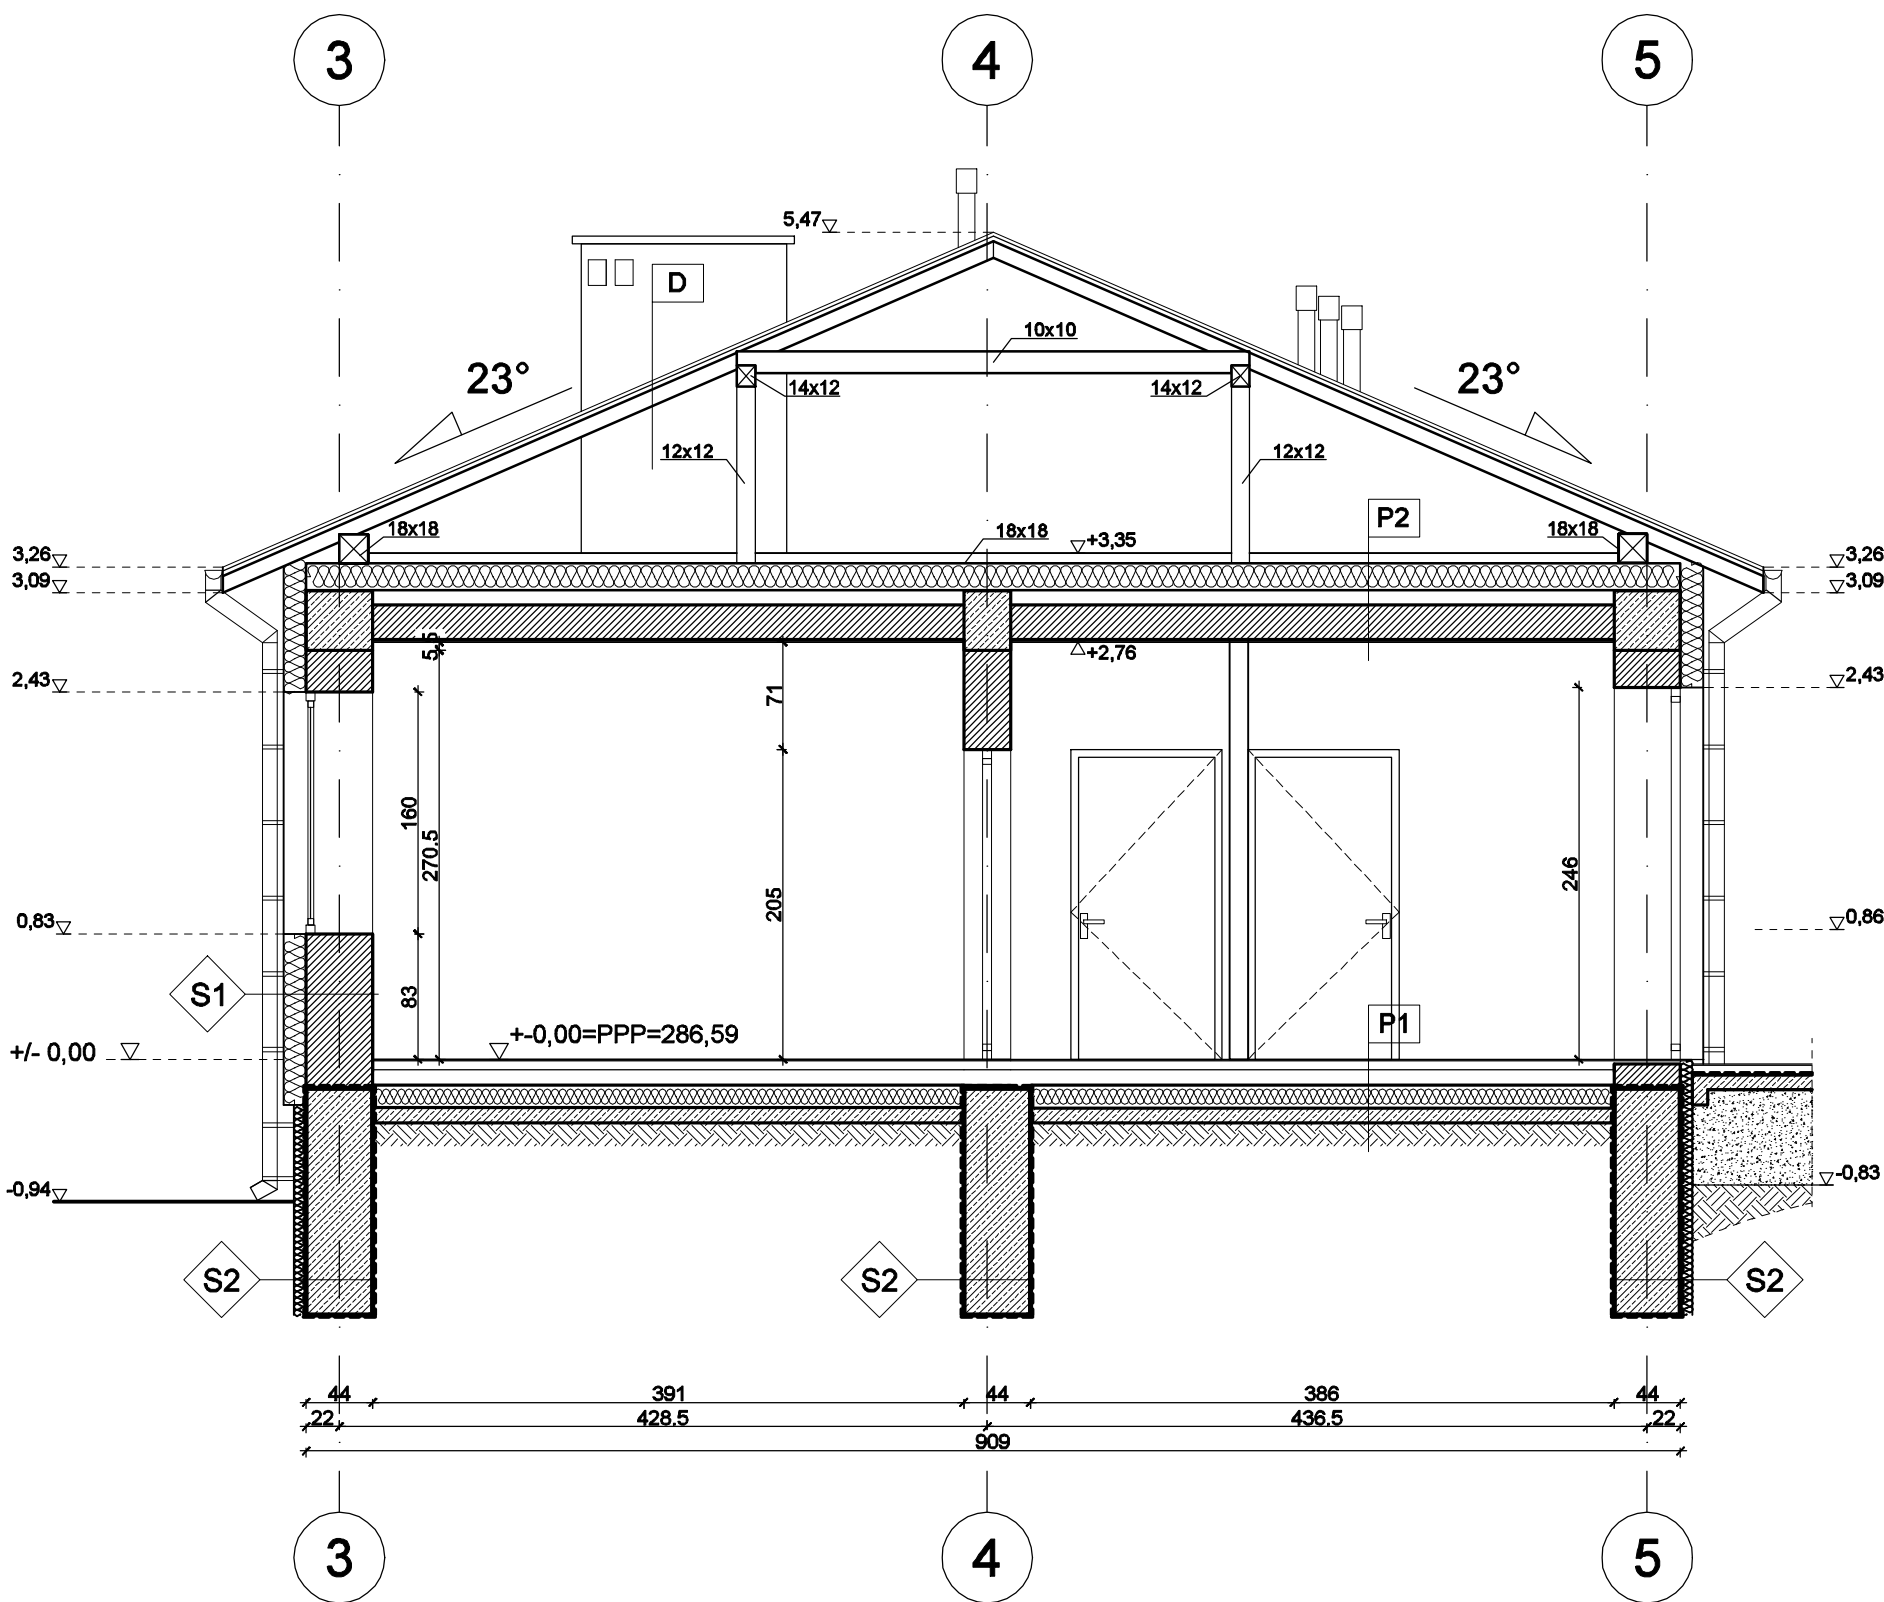 3 4 5
5,47
D
10x10
23° 14x12 14x12 23°
12x12 12x12
P2
18x18 18x18 +3,35 18x18
3,26 3,26
3,09 3,09
5,5
+2,76
2,43 2,43
71
160
270.5
205
246
0,83 0,86
S1
83
+-0,00=PPP=286,59
P1
+/- 0,00
-0,94 -0,83
S2 S2 S2
44 391 44 386 44
22 428.5 436.5 22
909
3 4 5